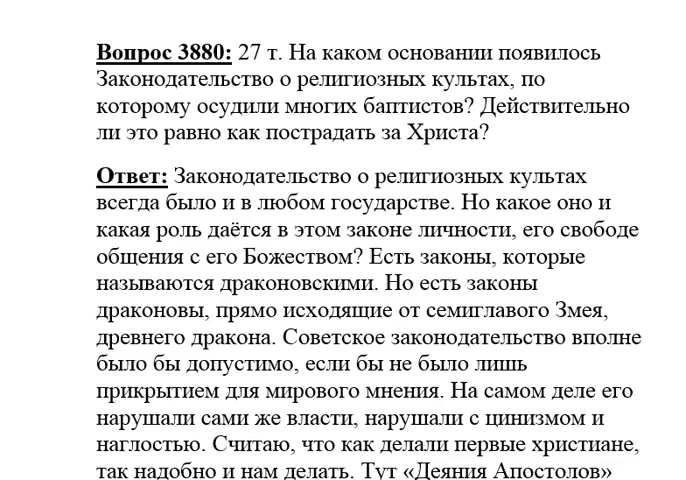 Вопрос 3880: 27 т. На каком основании появилось
Законодательство о религиозных культах, по
которому осудили многих баптистов? Действительно
ли это равно как пострадать за Христа?
Ответ: Законодательство о религиозных культах
всегда было и в любом государстве. Но какое оно и
какая роль даётся в этом законе личности, его свободе
общения с его Божеством? Есть законы, которые
называются драконовскими. Но есть законы
драконовы, прямо исходящие от семиглавого Змея,
древнего дракона. Советское законодательство вполне
было бы допустимо, если бы не было лишь
прикрытием для мирового мнения. На самом деле его
нарушали сами же власти, нарушали с цинизмом и
наглостью. Считаю, что как делали первые христиане,
так надобно и нам делать. Тут «Деяния Апостолов»